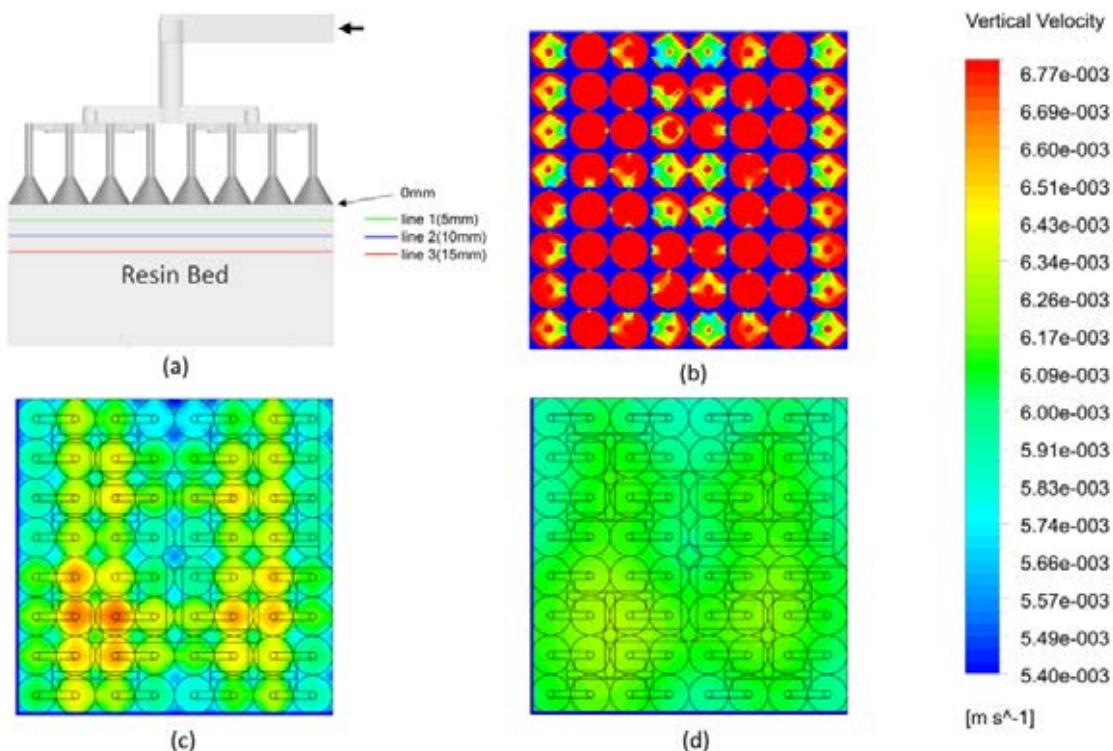 0mm
line 1(5mm)
line 2(10mm)
line 3(15mm)
Resin Bed
(a)
(b)
(c)
(d)
Vertical Velocity
6.77e-003
6.69e-003
6.60e-003
6.51e-003
6.43e-003
6.34e-003
6.26e-003
6.17e-003
6.09e-003
6.00e-003
5.91e-003
5.83e-003
5.74e-003
5.66e-003
5.57e-003
5.49e-003
5.40e-003
[m s^-1]